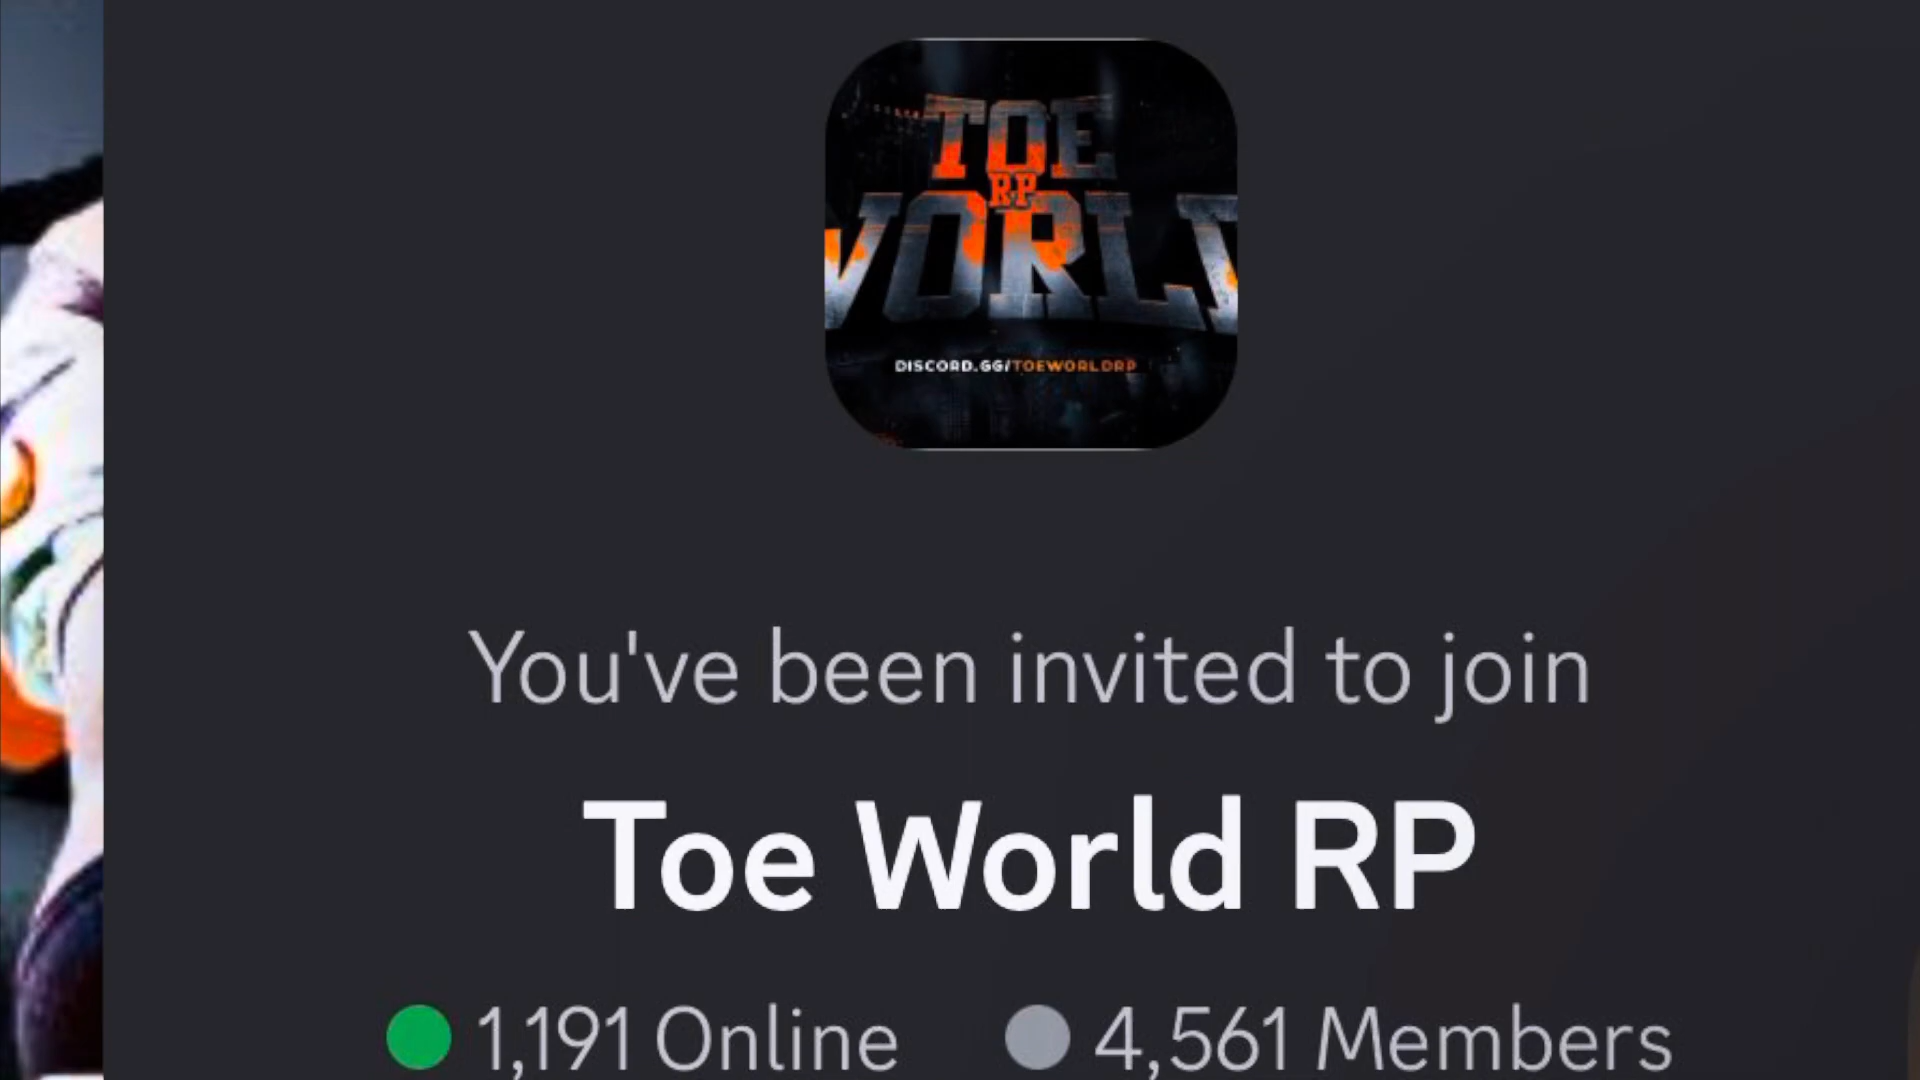 TOE
RP
WORLD
DISCORD.GG/TOEWORLDRP
You've been invited to join
Toe World RP
1,191 Online
4,561 Members